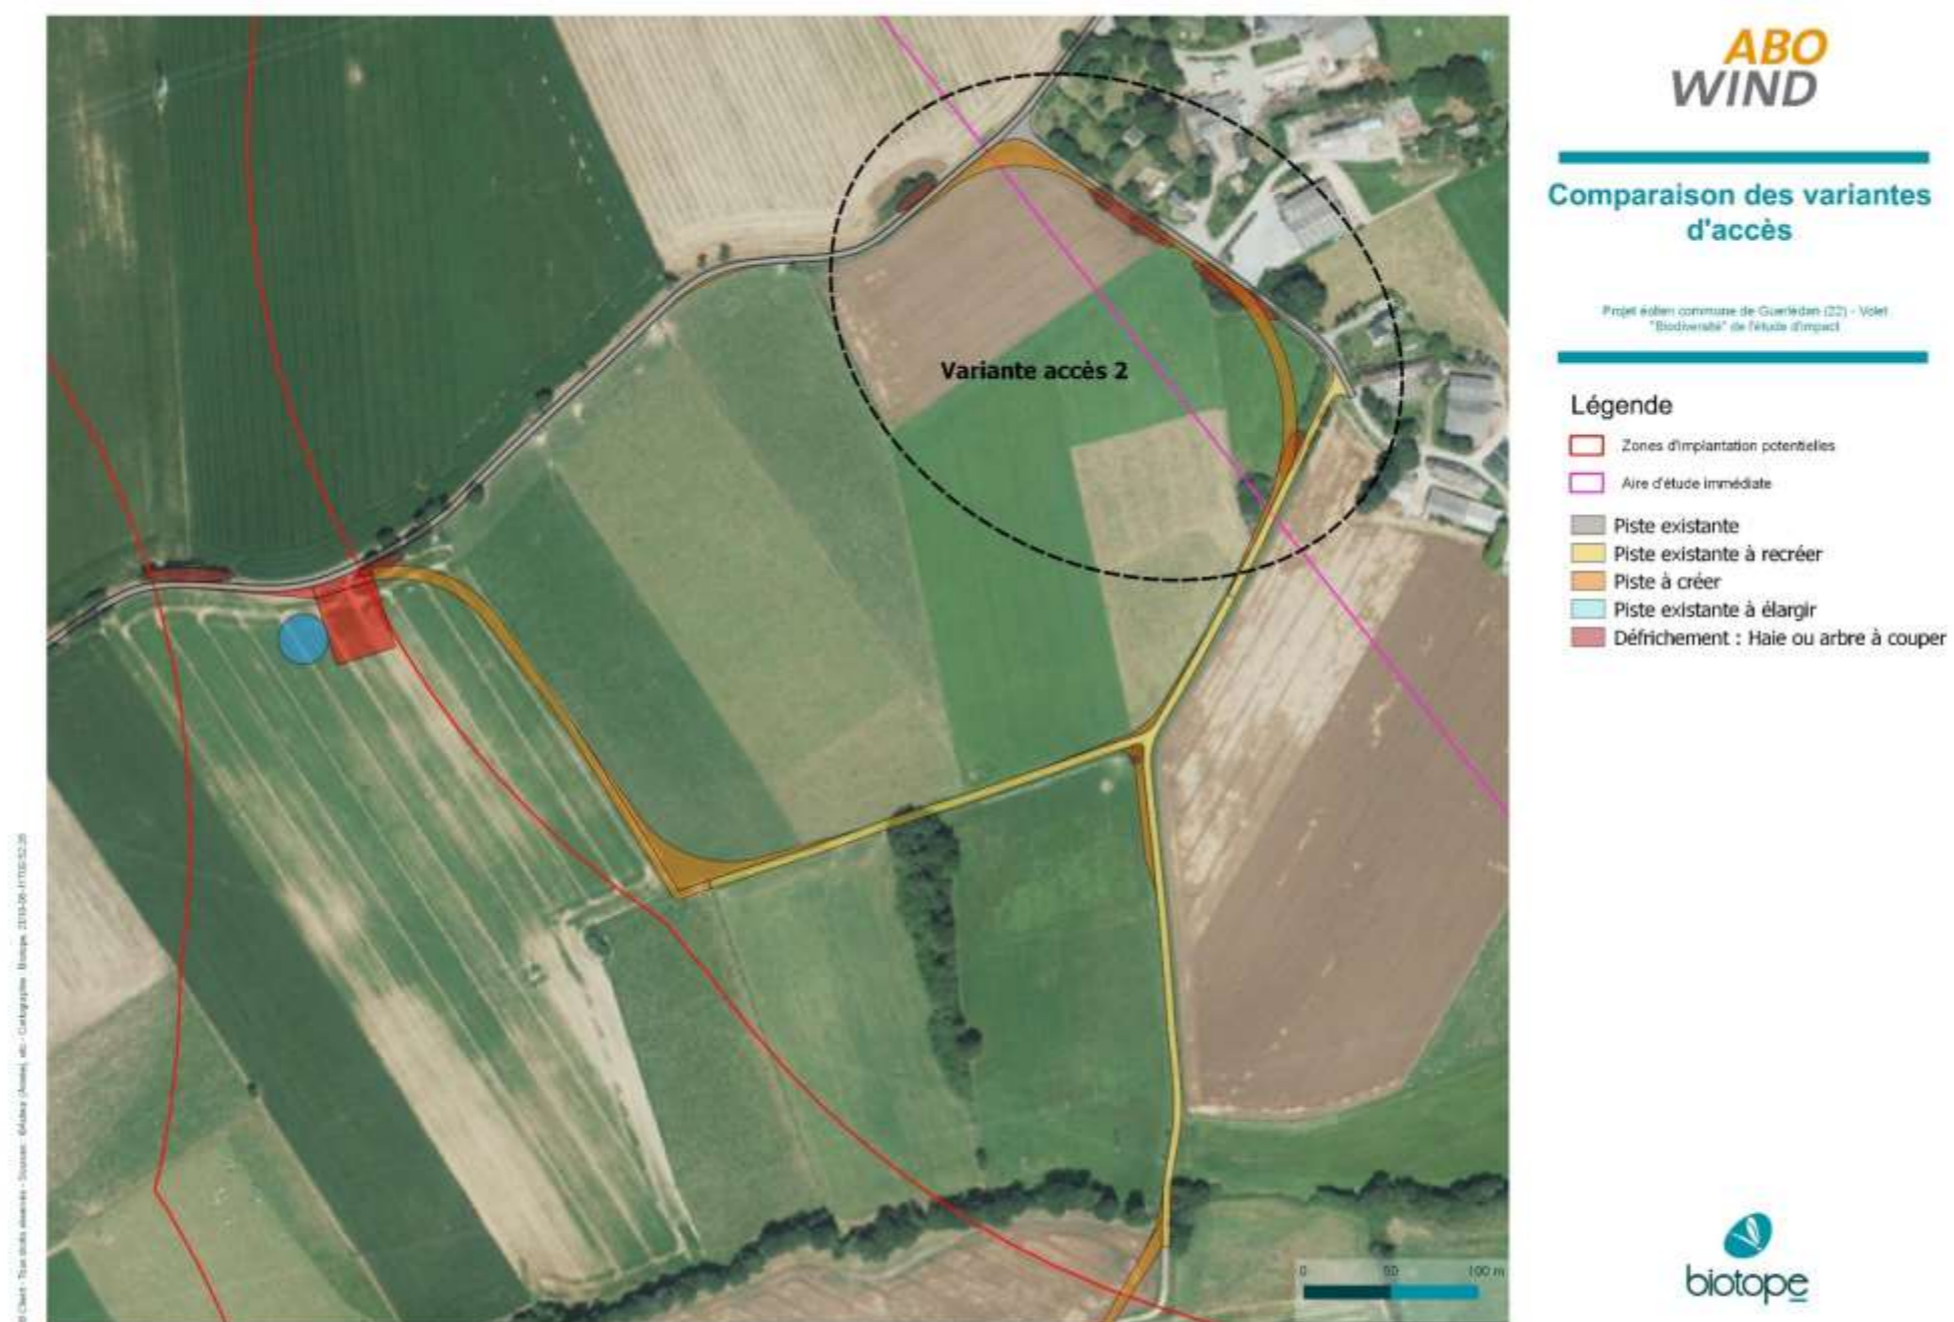 ABO
WIND
Comparaison des variantes
d'accès
Projet éolien commune de Guerlédan (22) - Volet
"Biodiversité" de l'étude d'impact
Légende
Zones d'implantation potentielles
Aire d'étude immédiate
Piste existante
Piste existante à recréer
Piste à créer
Piste existante à élargir
Défrichement : Haie ou arbre à couper
Variante accès 2
0 50 100 m
biotope